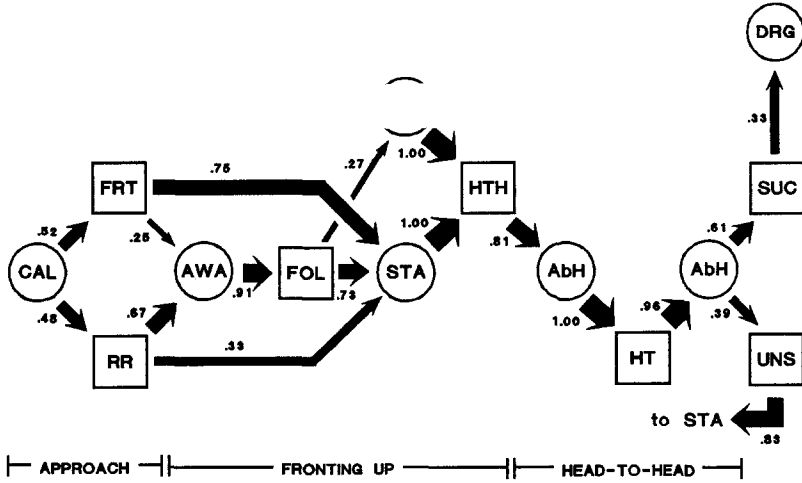 DRG
.33
.27
1.00
.75
FRT
HTH
SUC
.52
.25
1.00
.81
.61
CAL
AWA
FOL
STA
AbH
AbH
.91
.73
.48
.67
1.00
.96
.39
RR
.33
HT
UNS
to STA
.83
APPROACH
FRONTING UP
HEAD-TO-HEAD